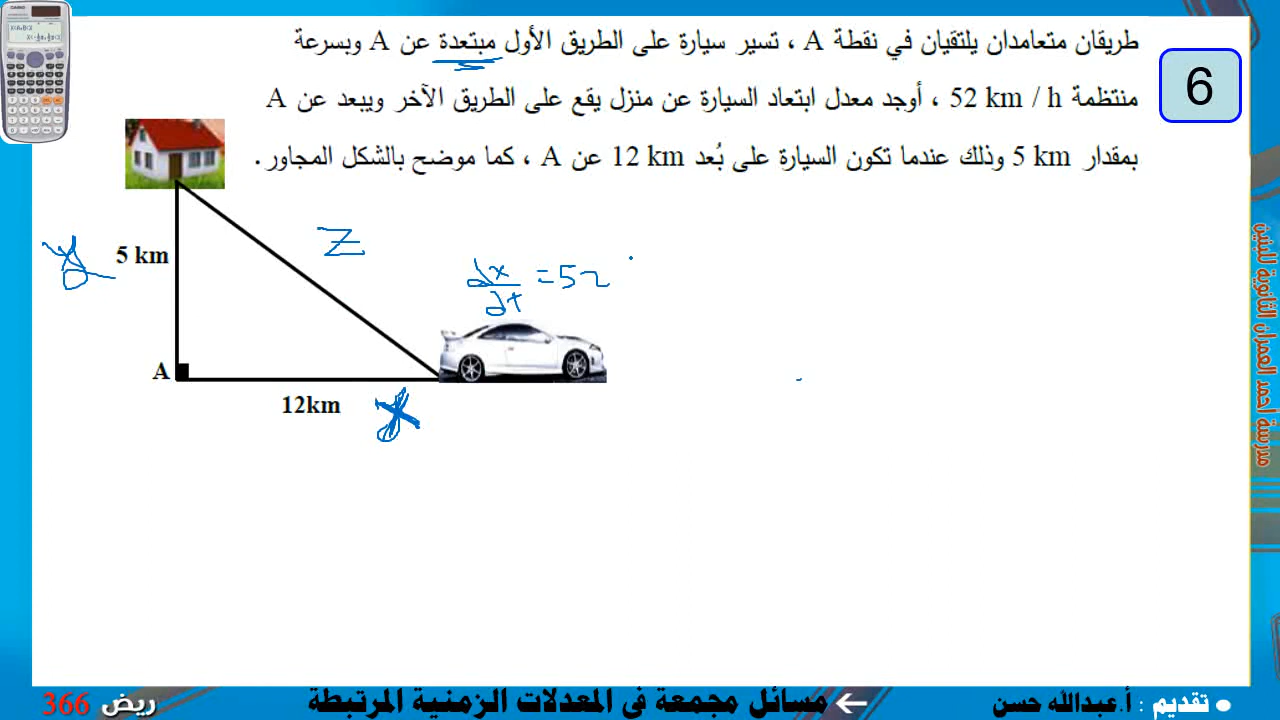 طريقان متعامدان يلتقيان في نقطة A ، تسير سيارة على الطريق الأول مبتعدة عن A وبسرعة
منتظمة 52 km / h ، أوجد معدل ابتعاد السيارة عن منزل يقع على الطريق الآخر ويبعد عن A
بمقدار 5 km وذلك عندما تكون السيارة على بُعد 12 km عن A ، كما موضح بالشكل المجاور.
6
y
5 km
z
dx/dt = 52
A
12km
x
مدرسة احمد العمران الثانوية للبنين
● تقديم : أ.عبدالله حسن
← مسائل مجمعة فى المعدلات الزمنية المرتبطة
ريض 366